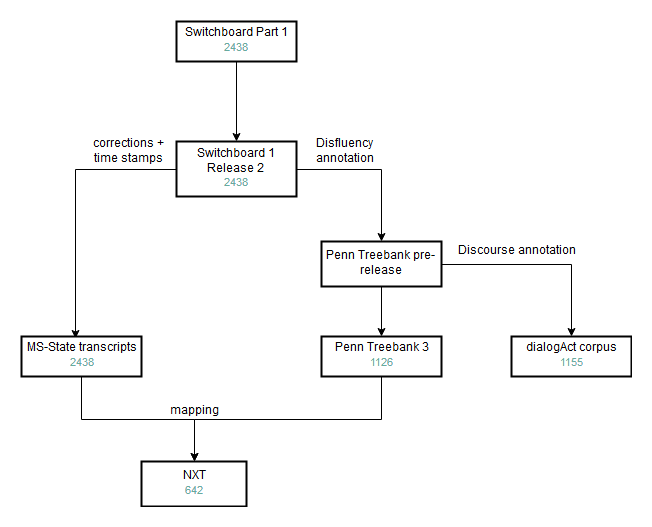 Switchboard Part 1
2438
corrections +
time stamps
Disfluency
annotation
Switchboard 1
Release 2
2438
Penn Treebank pre-
release
Discourse annotation
MS-State transcripts
2438
Penn Treebank 3
1126
dialogAct corpus
1155
mapping
NXT
642